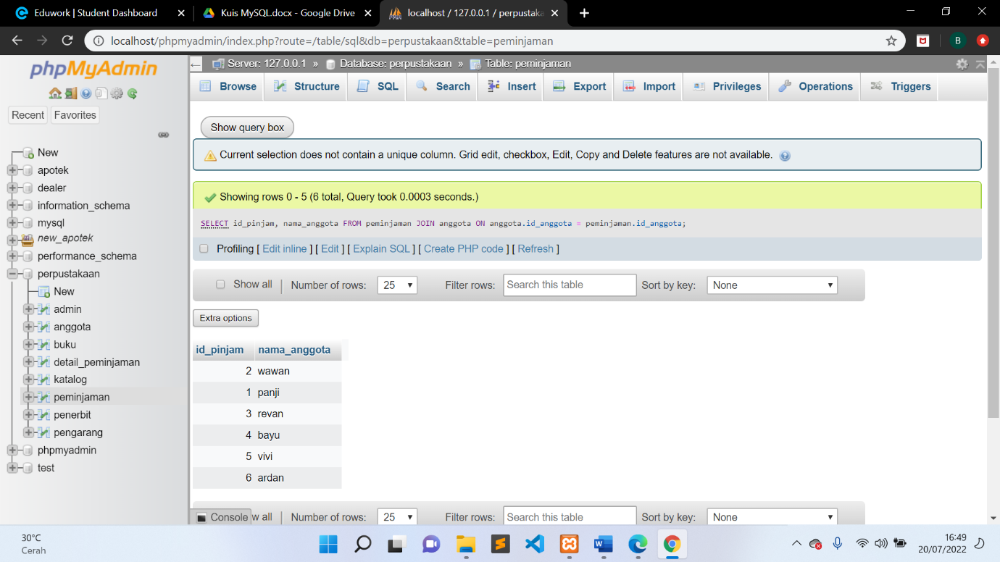 Eduwork | Student Dashboard
Kuis MySQL.docx - Google Drive
localhost / 127.0.0.1 / perpustaka
localhost/phpmyadmin/index.php?route=/table/sql&db=perpustakaan&table=peminjaman
B
phpMyAdmin
Recent Favorites
New
apotek
dealer
information_schema
mysql
new_apotek
performance_schema
perpustakaan
New
admin
anggota
buku
detail_peminjaman
katalog
peminjaman
penerbit
pengarang
phpmyadmin
test
Server: 127.0.0.1 » Database: perpustakaan » Table: peminjaman
Browse Structure SQL Search Insert Export Import Privileges Operations Triggers
Show query box
Current selection does not contain a unique column. Grid edit, checkbox, Edit, Copy and Delete features are not available.
Showing rows 0 - 5 (6 total, Query took 0.0003 seconds.)
SELECT id_pinjam, nama_anggota FROM peminjaman JOIN anggota ON anggota.id_anggota = peminjaman.id_anggota;
Profiling [ Edit inline ] [ Edit ] [ Explain SQL ] [ Create PHP code ] [ Refresh ]
Show all | Number of rows: 25 Filter rows: Search this table Sort by key: None
Extra options
id_pinjam nama_anggota
2 wawan
1 panji
3 revan
4 bayu
5 vivi
6 ardan
Console w all | Number of rows: 25 Filter rows: Search this table Sort by key: None
30°C
Cerah
16:49
20/07/2022